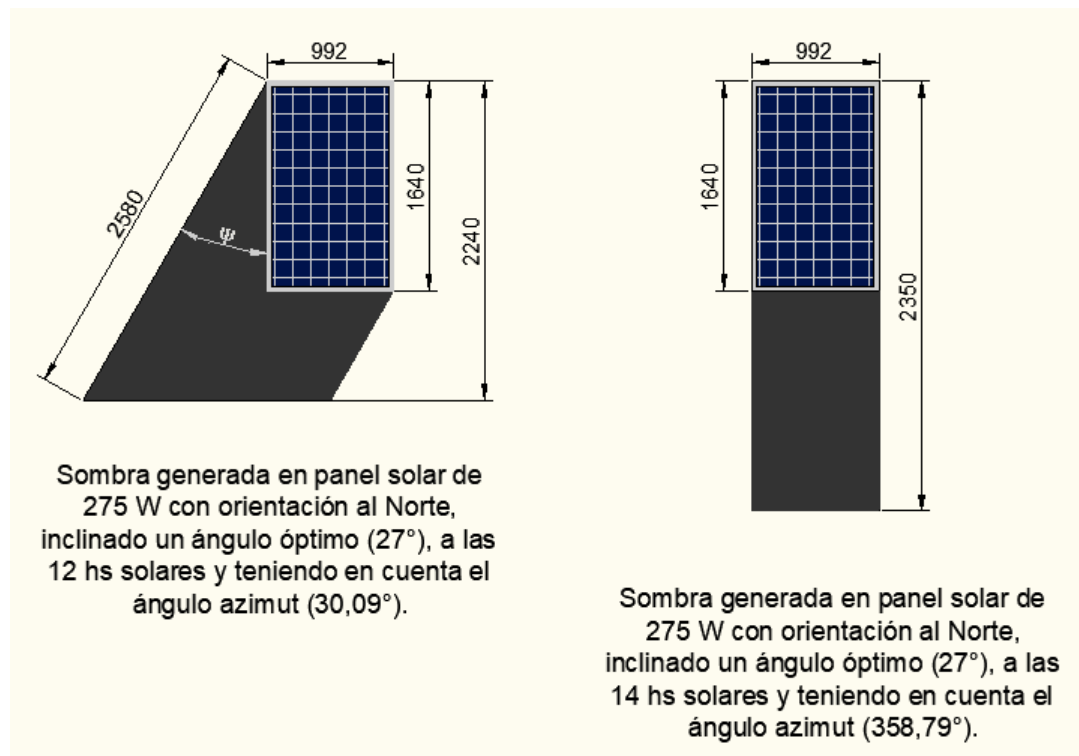 992
1640
2240
2580
ψ
Sombra generada en panel solar de
275 W con orientación al Norte,
inclinado un ángulo óptimo (27°), a las
12 hs solares y teniendo en cuenta el
ángulo azimut (30,09°).
992
1640
2350
Sombra generada en panel solar de
275 W con orientación al Norte,
inclinado un ángulo óptimo (27°), a las
14 hs solares y teniendo en cuenta el
ángulo azimut (358,79°).